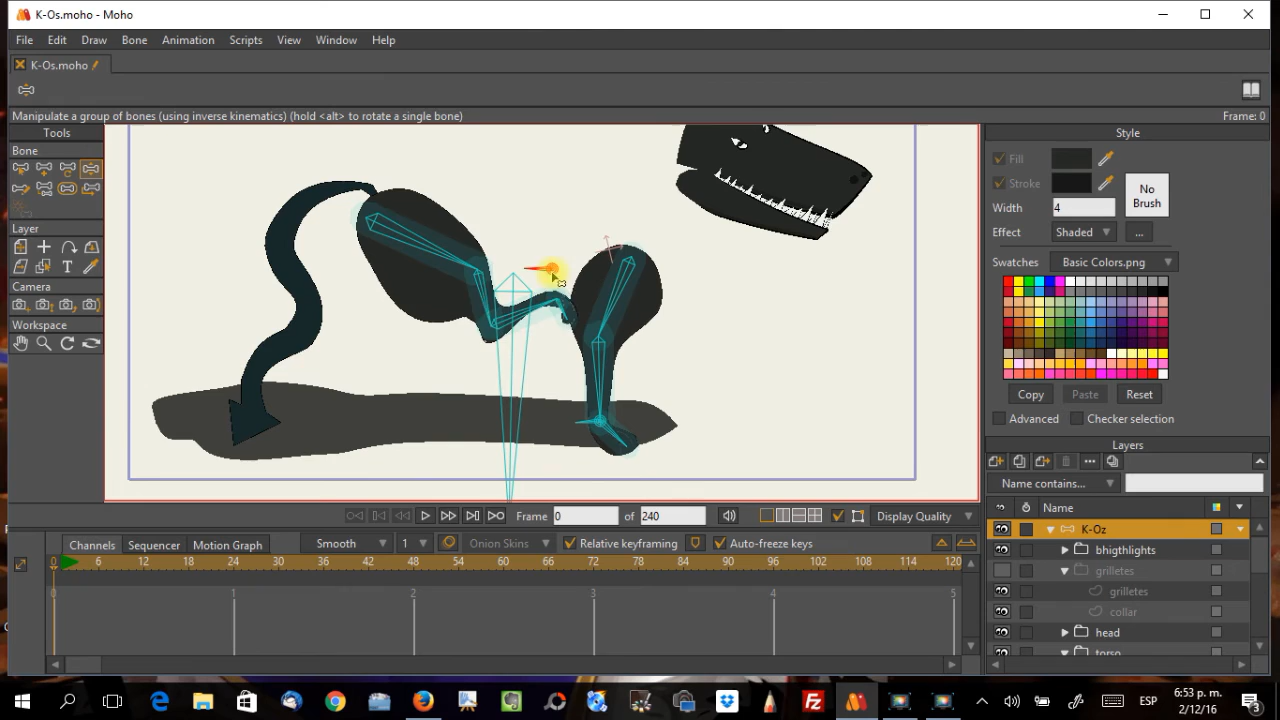 K-Os.moho - Moho
File Edit Draw Bone Animation Scripts View Window Help
K-Os.moho
Manipulate a group of bones (using inverse kinematics) (hold <alt> to rotate a single bone)
Frame: 0
Tools
Bone
Layer
Camera
Workspace
Style
Fill
Stroke
No Brush
Width 4
Effect Shaded ...
Swatches Basic Colors.png
Copy Paste Reset
Advanced Checker selection
Layers
Name contains...
Name
K-Oz
bhigthlights
grilletes
grilletes
collar
head
torso
Frame 0 of 240
Display Quality
Channels Sequencer Motion Graph
Smooth 1 Onion Skins Relative keyframing Auto-freeze keys
0 6 12 18 24 30 36 42 48 54 60 66 72 78 84 90 96 102 108 114 120
0 1 2 3 4 5
ESP
6:53 p. m.
2/12/16
3